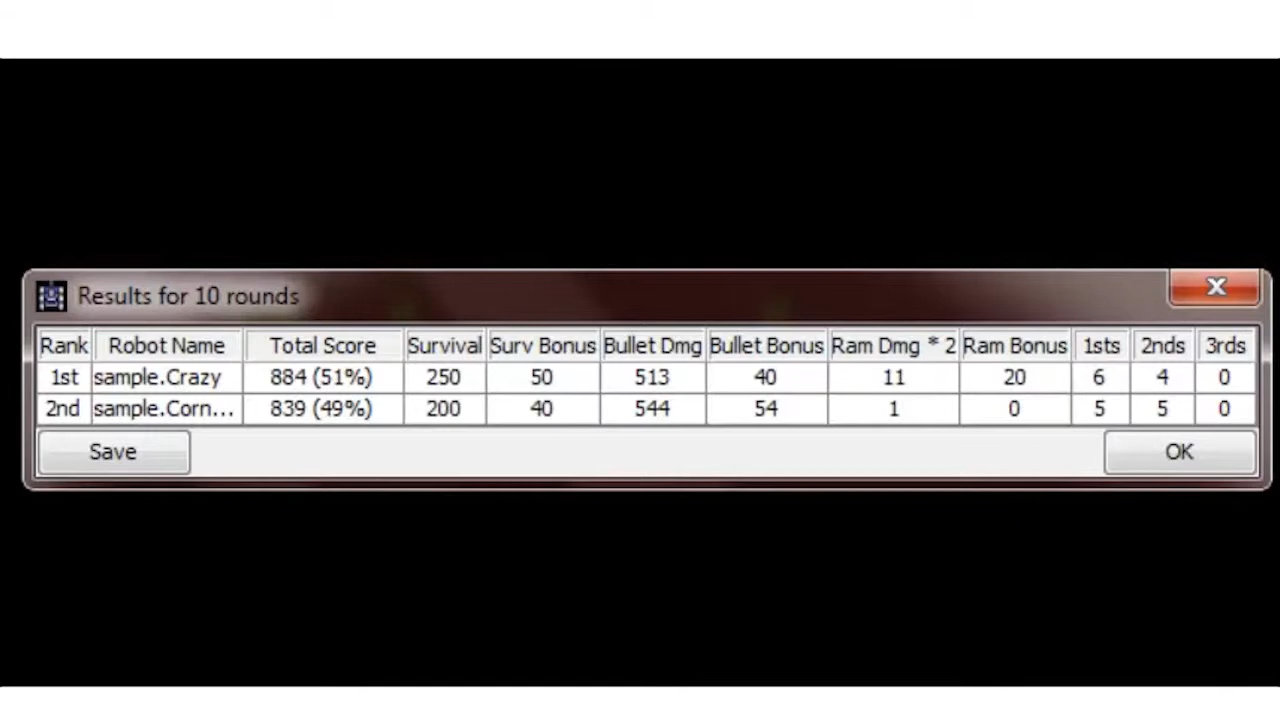 Results for 10 rounds
Rank Robot Name Total Score Survival Surv Bonus Bullet Dmg Bullet Bonus Ram Dmg * 2 Ram Bonus 1sts 2nds 3rds
1st sample.Crazy 884 (51%) 250 50 513 40 11 20 6 4 0
2nd sample.Corn... 839 (49%) 200 40 544 54 1 0 5 5 0
Save OK